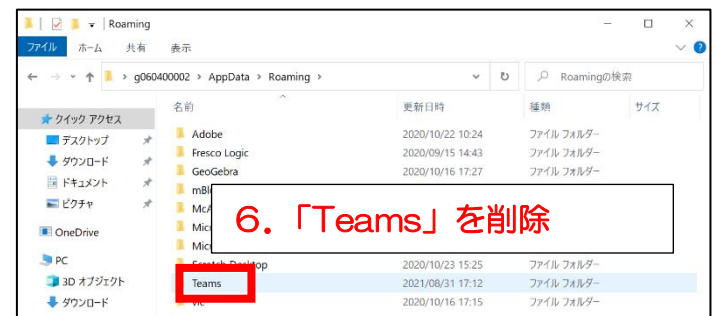 Roaming
ファイル ホーム 共有 表示
g060400002 > AppData > Roaming > Roamingの検索
名前 更新日時 種類 サイズ
クイック アクセス
デスクトップ
ダウンロード
ドキュメント
ピクチャ
OneDrive
PC
3D オブジェクト
ダウンロード
Adobe 2020/10/22 10:24 ファイル フォルダー
Fresco Logic 2020/09/15 14:43 ファイル フォルダー
GeoGebra 2020/10/16 17:27 ファイル フォルダー
6.「Teams」を削除
Scratch Desktop 2020/10/23 15:25 ファイル フォルダー
Teams 2021/08/31 17:12 ファイル フォルダー
2020/10/16 17:15 ファイル フォルダー